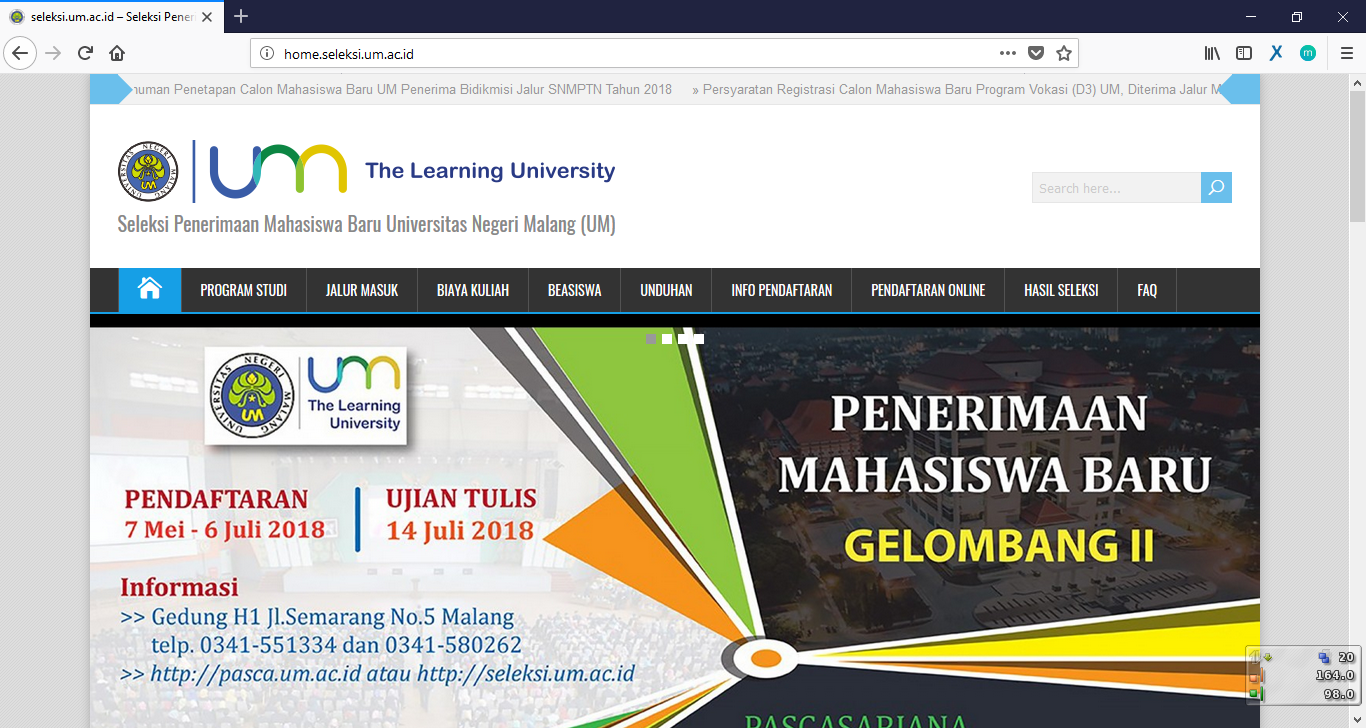 seleksi.um.ac.id – Seleksi Pener
home.seleksi.um.ac.id
Penetapan Calon Mahasiswa Baru UM Penerima Bidikmisi Jalur SNMPTN Tahun 2018 » Persyaratan Registrasi Calon Mahasiswa Baru Program Vokasi (D3) UM, Diterima Jalur
UNIVERSITAS NEGERI MALANG
UM
um The Learning University
Search here...
Seleksi Penerimaan Mahasiswa Baru Universitas Negeri Malang (UM)
PROGRAM STUDI JALUR MASUK BIAYA KULIAH BEASISWA UNDUHAN INFO PENDAFTARAN PENDAFTARAN ONLINE HASIL SELEKSI FAQ
UNIVERSITAS NEGERI MALANG
UM
um
The Learning
University
PENDAFTARAN
7 Mei - 6 Juli 2018
UJIAN TULIS
14 Juli 2018
Informasi
>> Gedung H1 Jl.Semarang No.5 Malang
telp. 0341-551334 dan 0341-580262
>> http://pasca.um.ac.id atau http://seleksi.um.ac.id
PENERIMAAN
MAHASISWA BARU
GELOMBANG II
PASCASARJANA
20
164.0
98.0